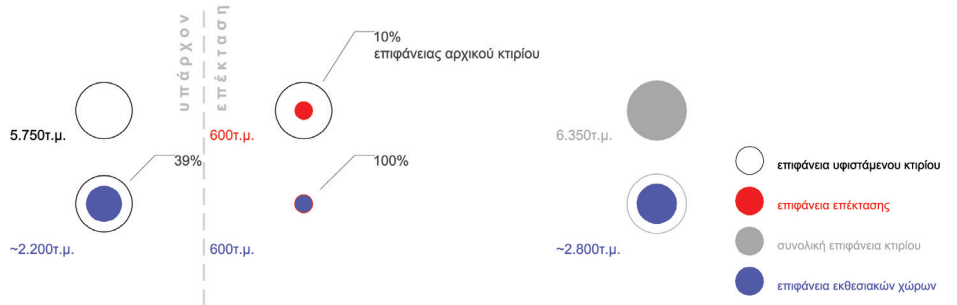 υπάρχον
επέκταση
10%
επιφάνειας αρχικού κτιρίου
5.750τ.μ.
600τ.μ.
6.350τ.μ.
39%
100%
~2.200τ.μ.
600τ.μ.
~2.800τ.μ.
επιφάνεια υφιστάμενου κτιρίου
επιφάνεια επέκτασης
συνολική επιφάνεια κτιρίου
επιφάνεια εκθεσιακών χώρων